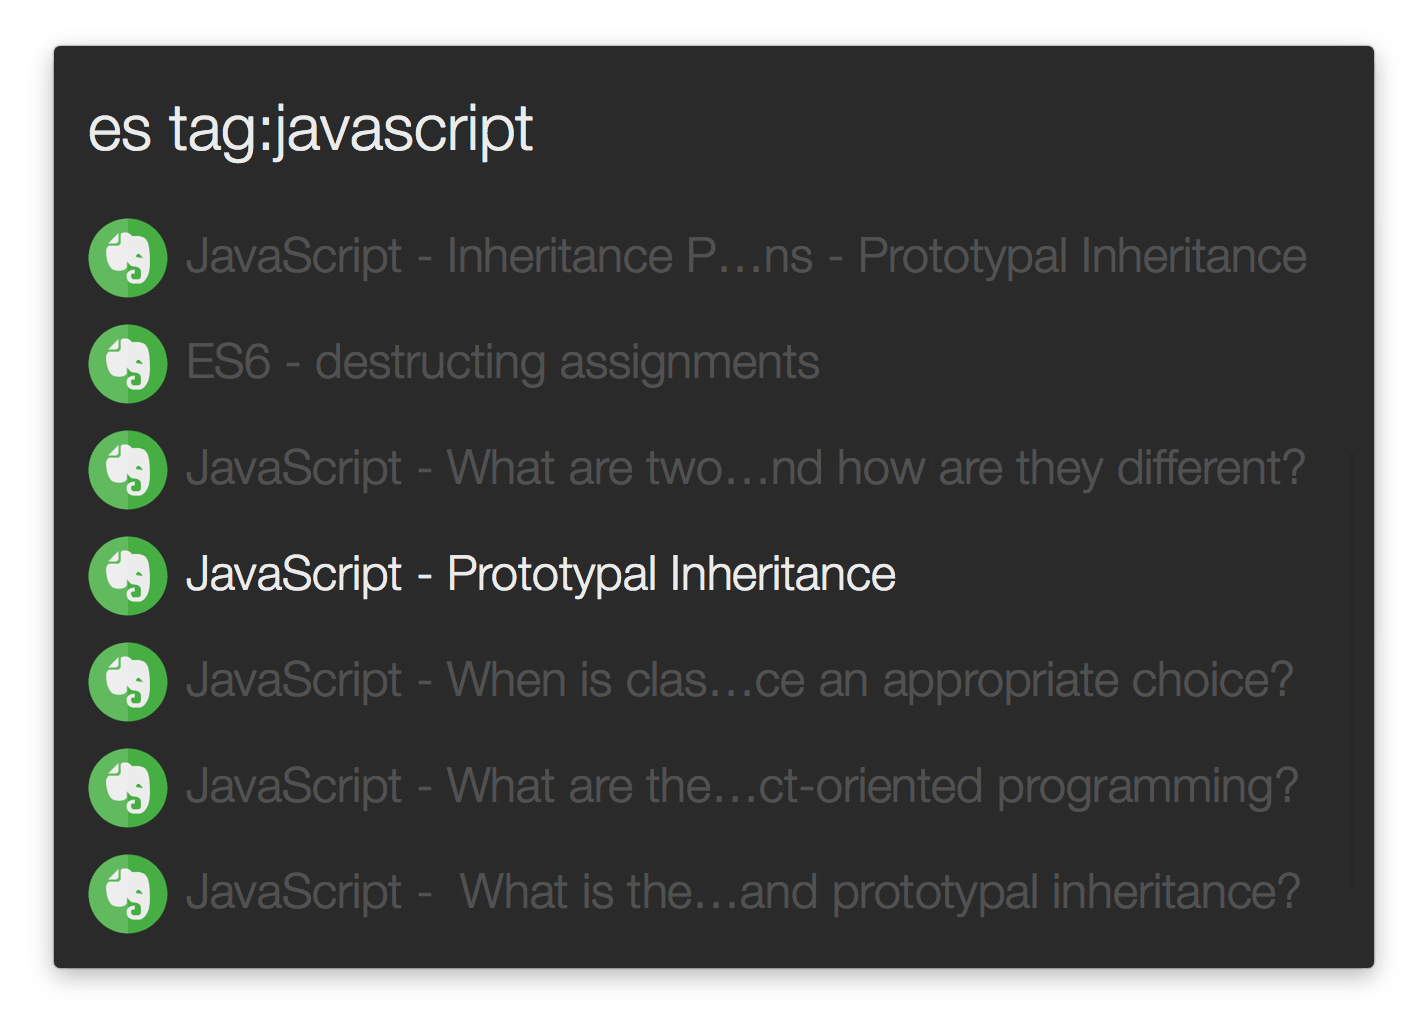 es tag:javascript
JavaScript - Inheritance P…ns - Prototypal Inheritance
ES6 - destructing assignments
JavaScript - What are two…nd how are they different?
JavaScript - Prototypal Inheritance
JavaScript - When is clas…ce an appropriate choice?
JavaScript - What are the…ct-oriented programming?
JavaScript -  What is the…and prototypal inheritance?